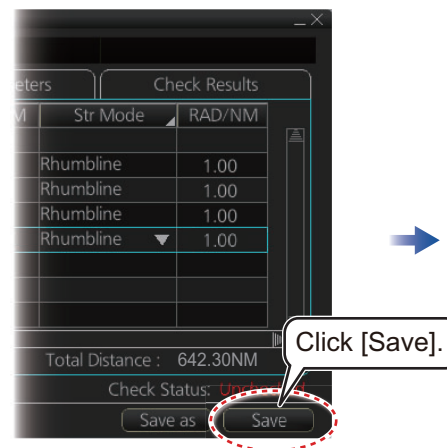 eters Check Results
M Str Mode RAD/NM
Rhumbline 1.00
Rhumbline 1.00
Rhumbline 1.00
Rhumbline 1.00
Total Distance : 642.30NM
Click [Save].
Check Status:
Save as Save